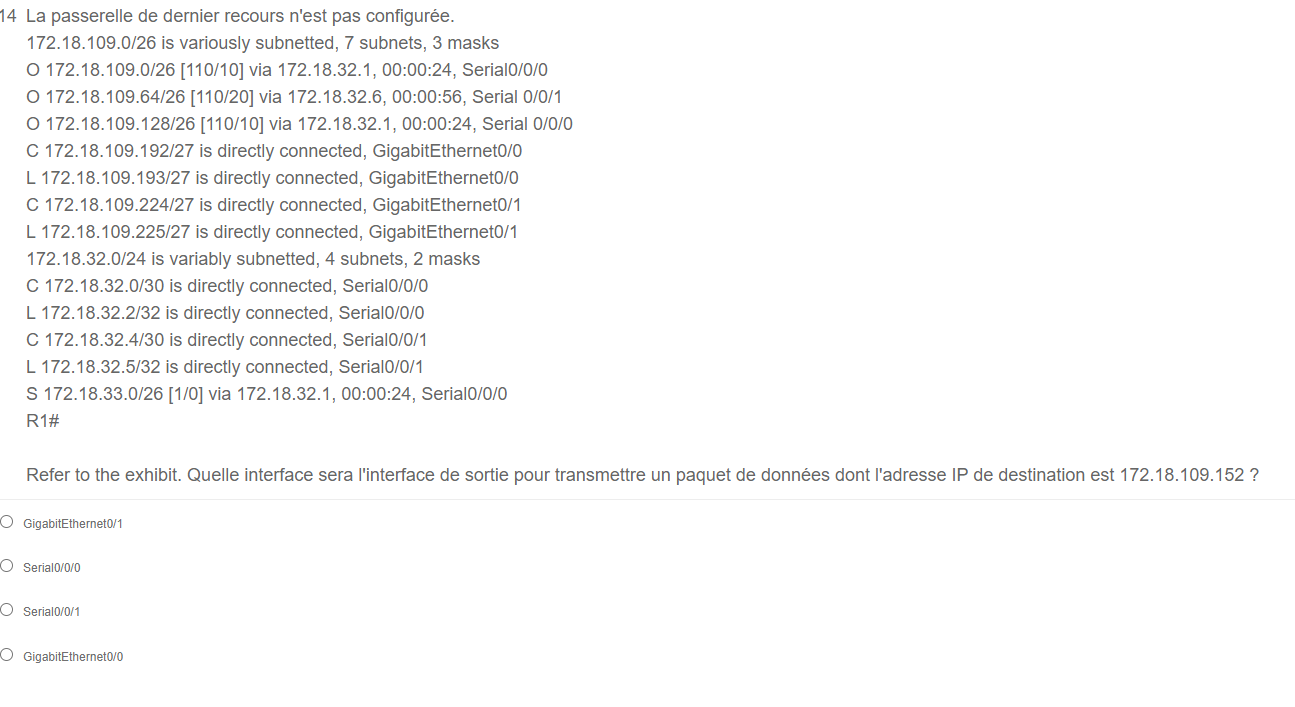 14 La passerelle de dernier recours n'est pas configurée.
172.18.109.0/26 is variously subnetted, 7 subnets, 3 masks
O 172.18.109.0/26 [110/10] via 172.18.32.1, 00:00:24, Serial0/0/0
O 172.18.109.64/26 [110/20] via 172.18.32.6, 00:00:56, Serial 0/0/1
O 172.18.109.128/26 [110/10] via 172.18.32.1, 00:00:24, Serial 0/0/0
C 172.18.109.192/27 is directly connected, GigabitEthernet0/0
L 172.18.109.193/27 is directly connected, GigabitEthernet0/0
C 172.18.109.224/27 is directly connected, GigabitEthernet0/1
L 172.18.109.225/27 is directly connected, GigabitEthernet0/1
172.18.32.0/24 is variably subnetted, 4 subnets, 2 masks
C 172.18.32.0/30 is directly connected, Serial0/0/0
L 172.18.32.2/32 is directly connected, Serial0/0/0
C 172.18.32.4/30 is directly connected, Serial0/0/1
L 172.18.32.5/32 is directly connected, Serial0/0/1
S 172.18.33.0/26 [1/0] via 172.18.32.1, 00:00:24, Serial0/0/0
R1#
Refer to the exhibit. Quelle interface sera l'interface de sortie pour transmettre un paquet de données dont l'adresse IP de destination est 172.18.109.152 ?
GigabitEthernet0/1
Serial0/0/0
Serial0/0/1
GigabitEthernet0/0